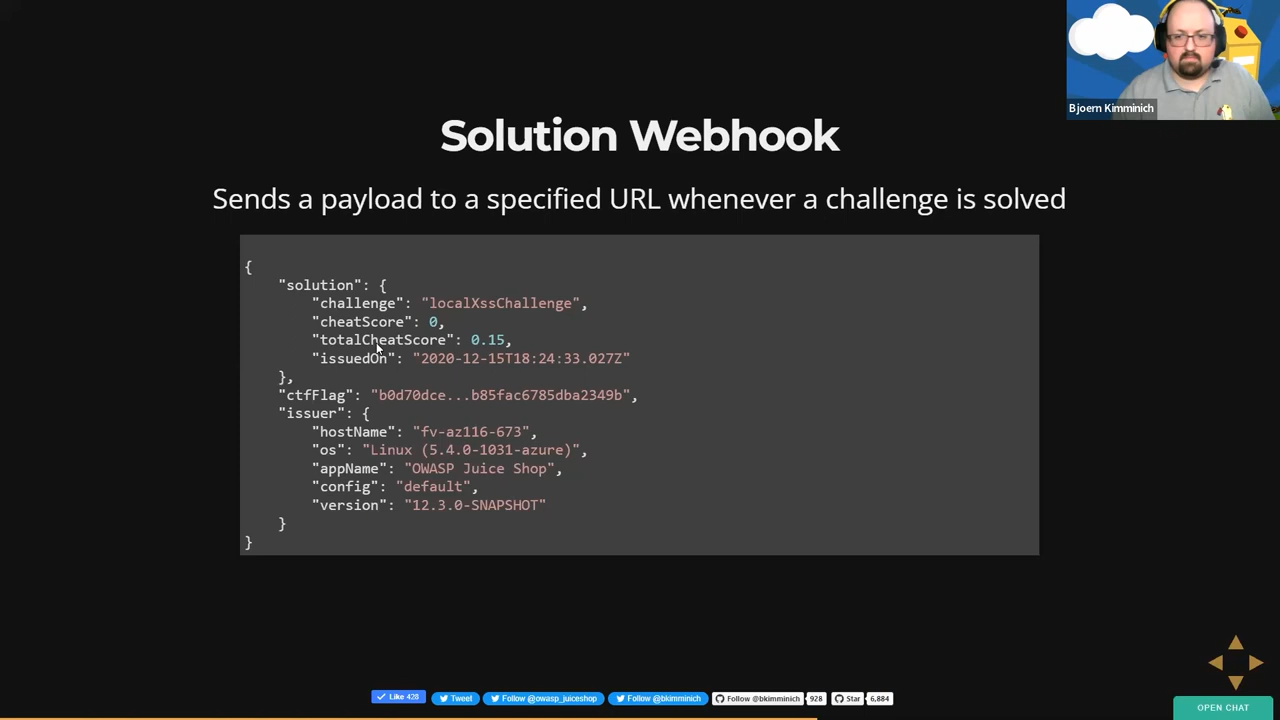 Bjoern Kimminich
Solution Webhook
Sends a payload to a specified URL whenever a challenge is solved
{
    "solution": {
        "challenge": "localXssChallenge",
        "cheatScore": 0,
        "totalCheatScore": 0.15,
        "issuedOn": "2020-12-15T18:24:33.027Z"
    },
    "ctfFlag": "b0d70dce...b85fac6785dba2349b",
    "issuer": {
        "hostName": "fv-az116-673",
        "os": "Linux (5.4.0-1031-azure)",
        "appName": "OWASP Juice Shop",
        "config": "default",
        "version": "12.3.0-SNAPSHOT"
    }
}
Like 428 Tweet Follow @owasp_juiceshop Follow @bkimminich Follow @bkimminich 928 Star 6,884
OPEN CHAT